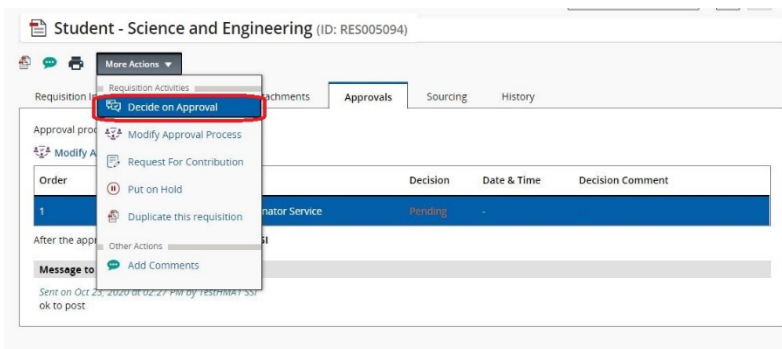 Student - Science and Engineering (ID: RES005094)
More Actions
Requisition Activities
Requisition In
Decide on Approval
achments
Approvals
Sourcing
History
Approval proc
Modify Approval Process
Modify A
Request For Contribution
Order
Decision
Date & Time
Decision Comment
Put on Hold
1
nator Service
Pending
-
Duplicate this requisition
After the appr
SI
Other Actions
Message to
Add Comments
Sent on Oct 23, 2020 at 02:27 PM by TestHMAT SSI
ok to post